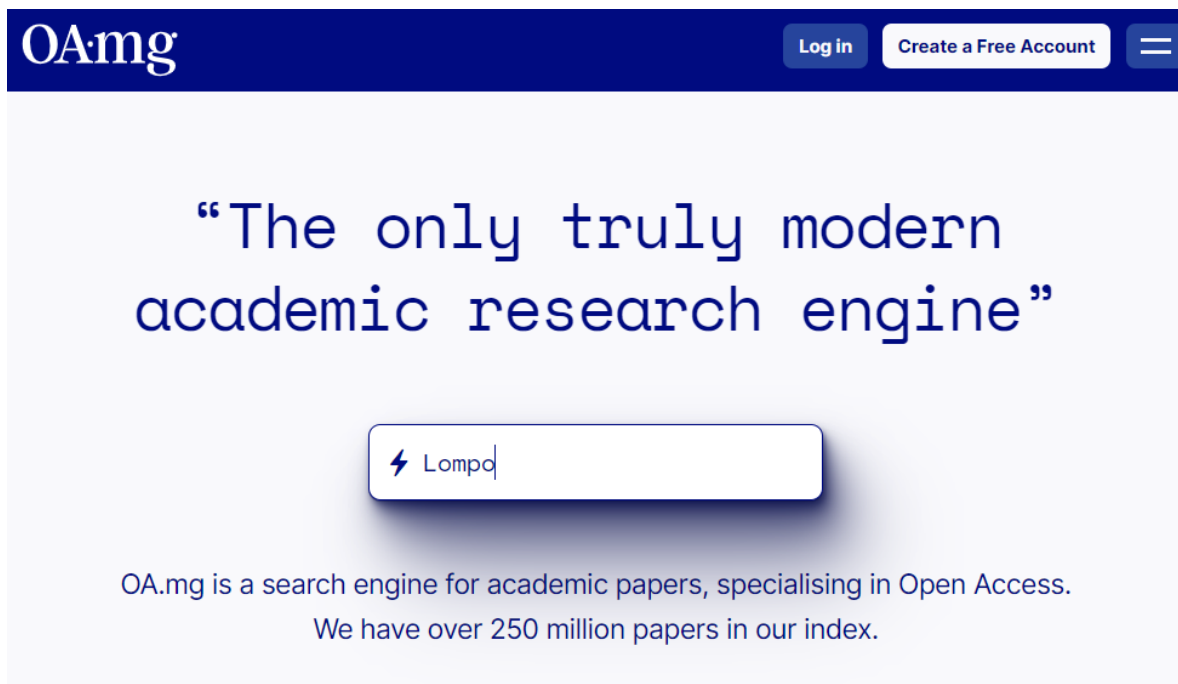 OA.mg
Log in
Create a Free Account
“The only truly modern
academic research engine”
Lompo
OA.mg is a search engine for academic papers, specialising in Open Access.
We have over 250 million papers in our index.